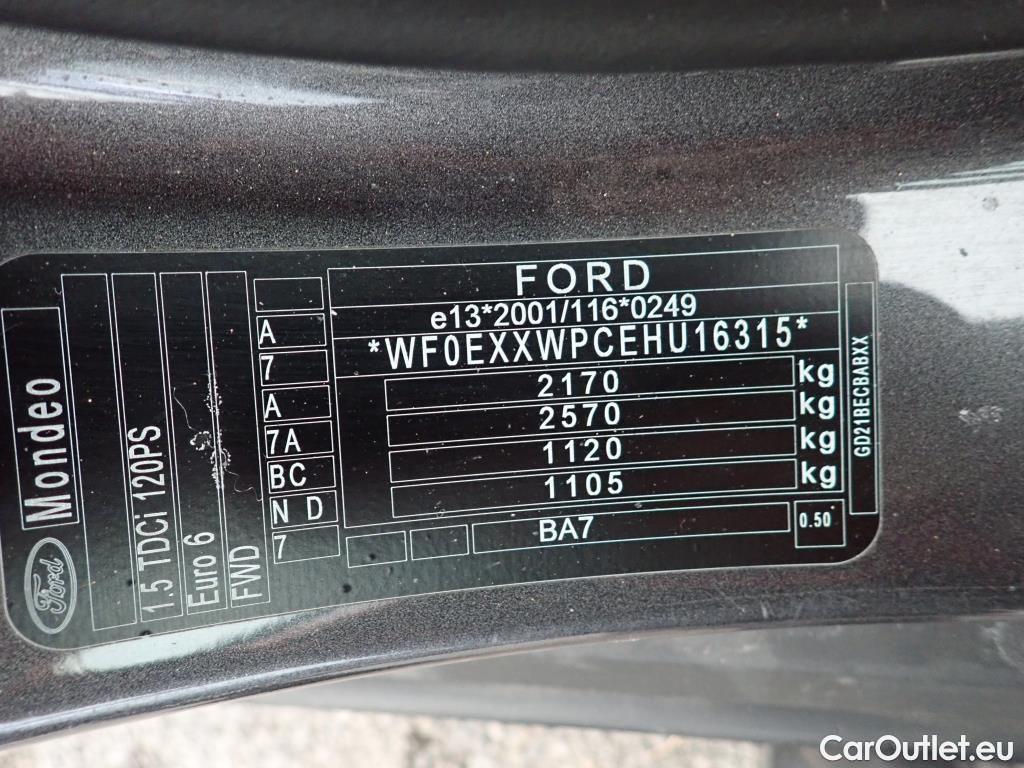 FORD
e13*2001/116*0249
*WF0EXXWPCEHU16315*
2170 kg
2570 kg
1120 kg
1105 kg
BA7
0.50
GD21BECBABXX
A
7
A
7A
BC
N D
7
Mondeo
1.5 TDCi 120PS
Euro 6
FWD
Ford
CarOutlet.eu